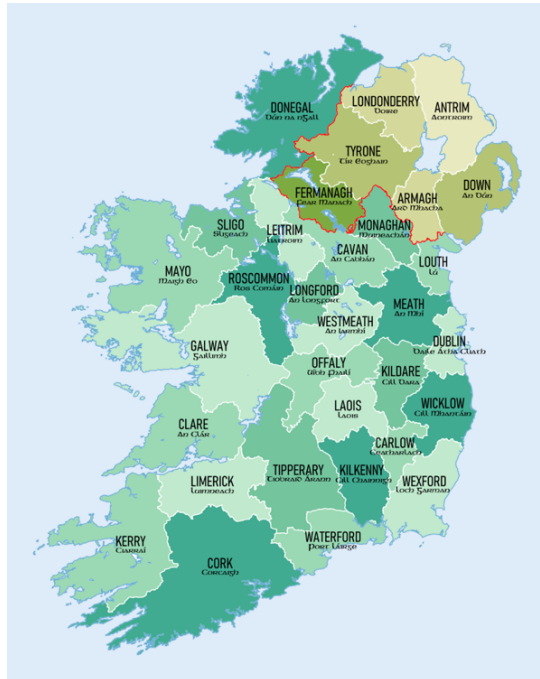 DONEGAL
Dún na nGall
LONDONDERRY
Doire
ANTRIM
Aontroim
TYRONE
Tír Eoghain
FERMANAGH
Fear Manach
ARMAGH
Ard Mhacha
DOWN
An Dún
MONAGHAN
Muineachán
SLIGO
Sligeach
LEITRIM
Liatroim
CAVAN
An Cabhán
LOUTH
Lú
MAYO
Maigh Eo
ROSCOMMON
Ros Comáin
LONGFORD
An Longfort
MEATH
An Mhí
WESTMEATH
An Iarmhí
DUBLIN
Baile Átha Cliath
GALWAY
Gaillimh
OFFALY
Uíbh Fhailí
KILDARE
Cill Dara
WICKLOW
Cill Mhantáin
LAOIS
Laois
CLARE
An Clár
CARLOW
Ceatharlach
LIMERICK
Luimneach
TIPPERARY
Tiobraid Árann
KILKENNY
Cill Chainnigh
WEXFORD
Loch Garman
WATERFORD
Port Láirge
KERRY
Ciarraí
CORK
Corcaigh